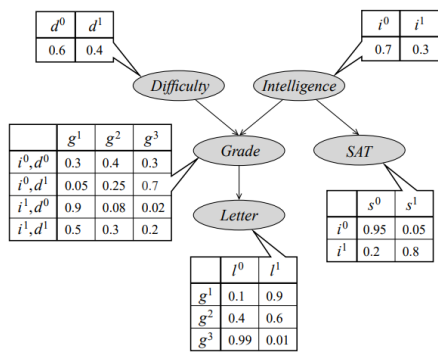 d⁰ d¹
0.6 0.4
i⁰ i¹
0.7 0.3
Difficulty
Intelligence
g¹ g² g³
i⁰,d⁰ 0.3 0.4 0.3
i⁰,d¹ 0.05 0.25 0.7
i¹,d⁰ 0.9 0.08 0.02
i¹,d¹ 0.5 0.3 0.2
Grade
SAT
Letter
s⁰ s¹
i⁰ 0.95 0.05
i¹ 0.2 0.8
l⁰ l¹
g¹ 0.1 0.9
g² 0.4 0.6
g³ 0.99 0.01